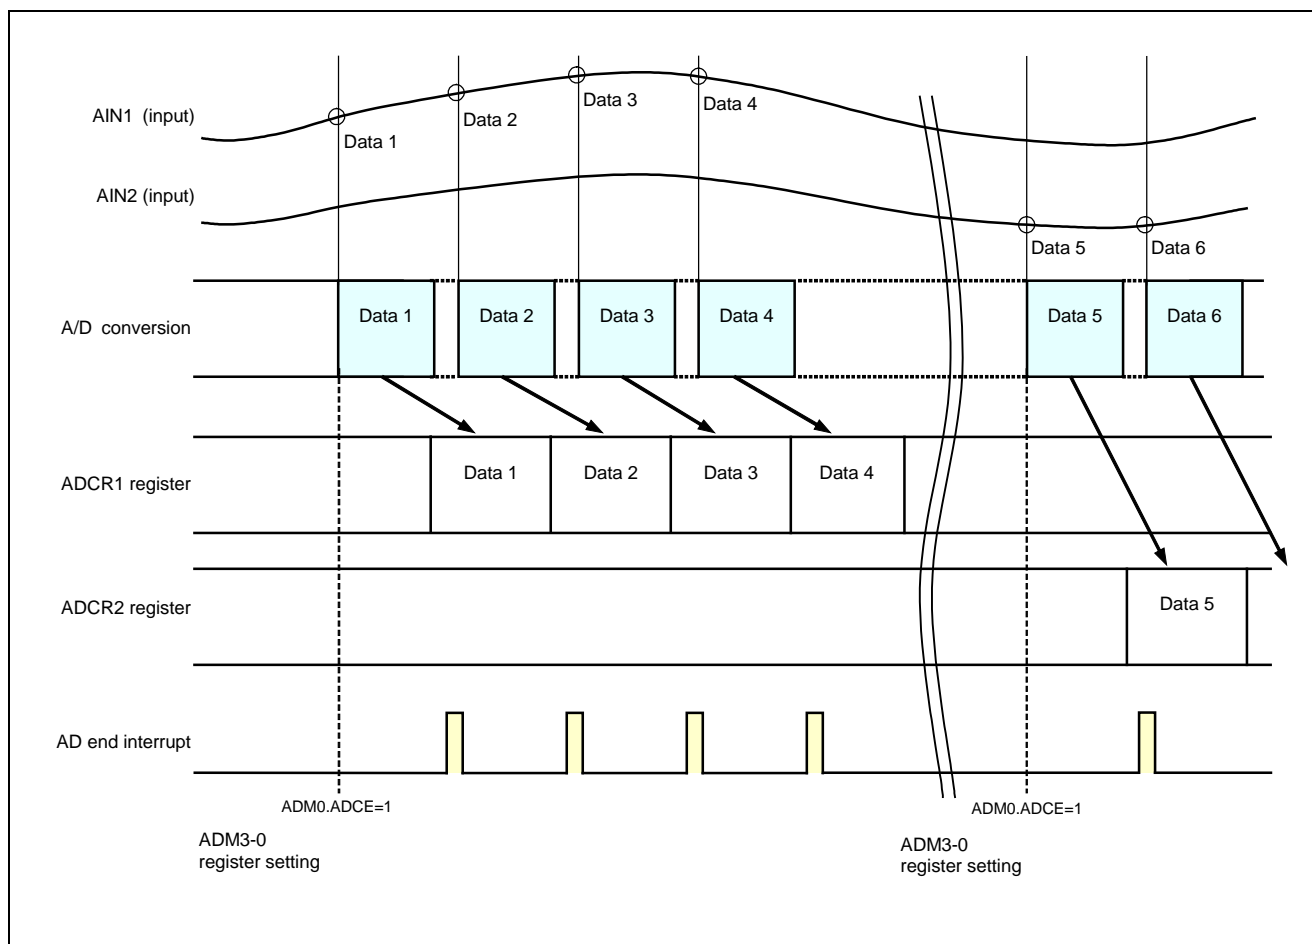 AIN1 (input)
Data 1
Data 2
Data 3
Data 4
AIN2 (input)
Data 5
Data 6
A/D conversion
Data 1
Data 2
Data 3
Data 4
Data 5
Data 6
ADCR1 register
Data 1
Data 2
Data 3
Data 4
ADCR2 register
Data 5
AD end interrupt
ADM0.ADCE=1
ADM0.ADCE=1
ADM3-0
register setting
ADM3-0
register setting